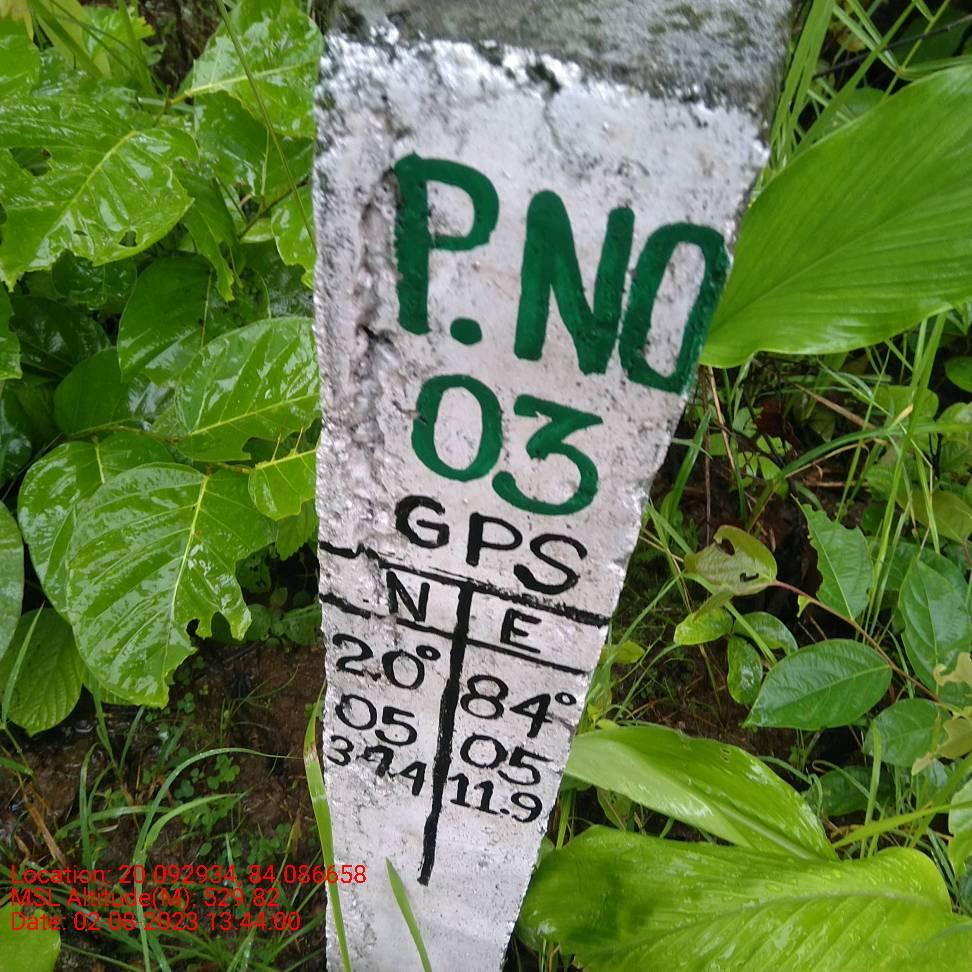 P.NO
03
GPS
N E
20° 84°
05 05
34.4 11.9
Location: 20.092934, 84.086658
MSL Altitude(M): 529.82
Date: 02-08-2023 13:44:00